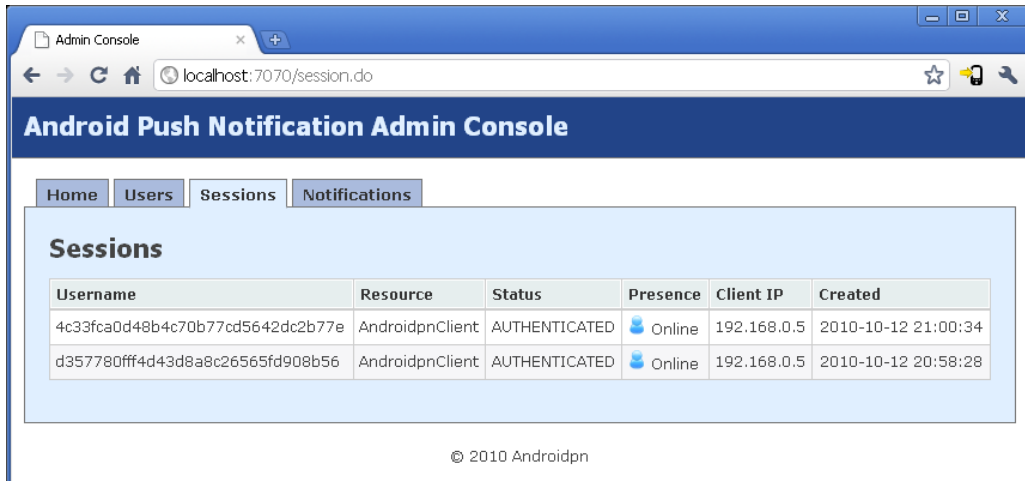 Admin Console
localhost:7070/session.do
Android Push Notification Admin Console
Home Users Sessions Notifications
Sessions
Username Resource Status Presence Client IP Created
4c33fca0d48b4c70b77cd5642dc2b77e AndroidpnClient AUTHENTICATED Online 192.168.0.5 2010-10-12 21:00:34
d357780fff4d43d8a8c26565fd908b56 AndroidpnClient AUTHENTICATED Online 192.168.0.5 2010-10-12 20:58:28
© 2010 Androidpn